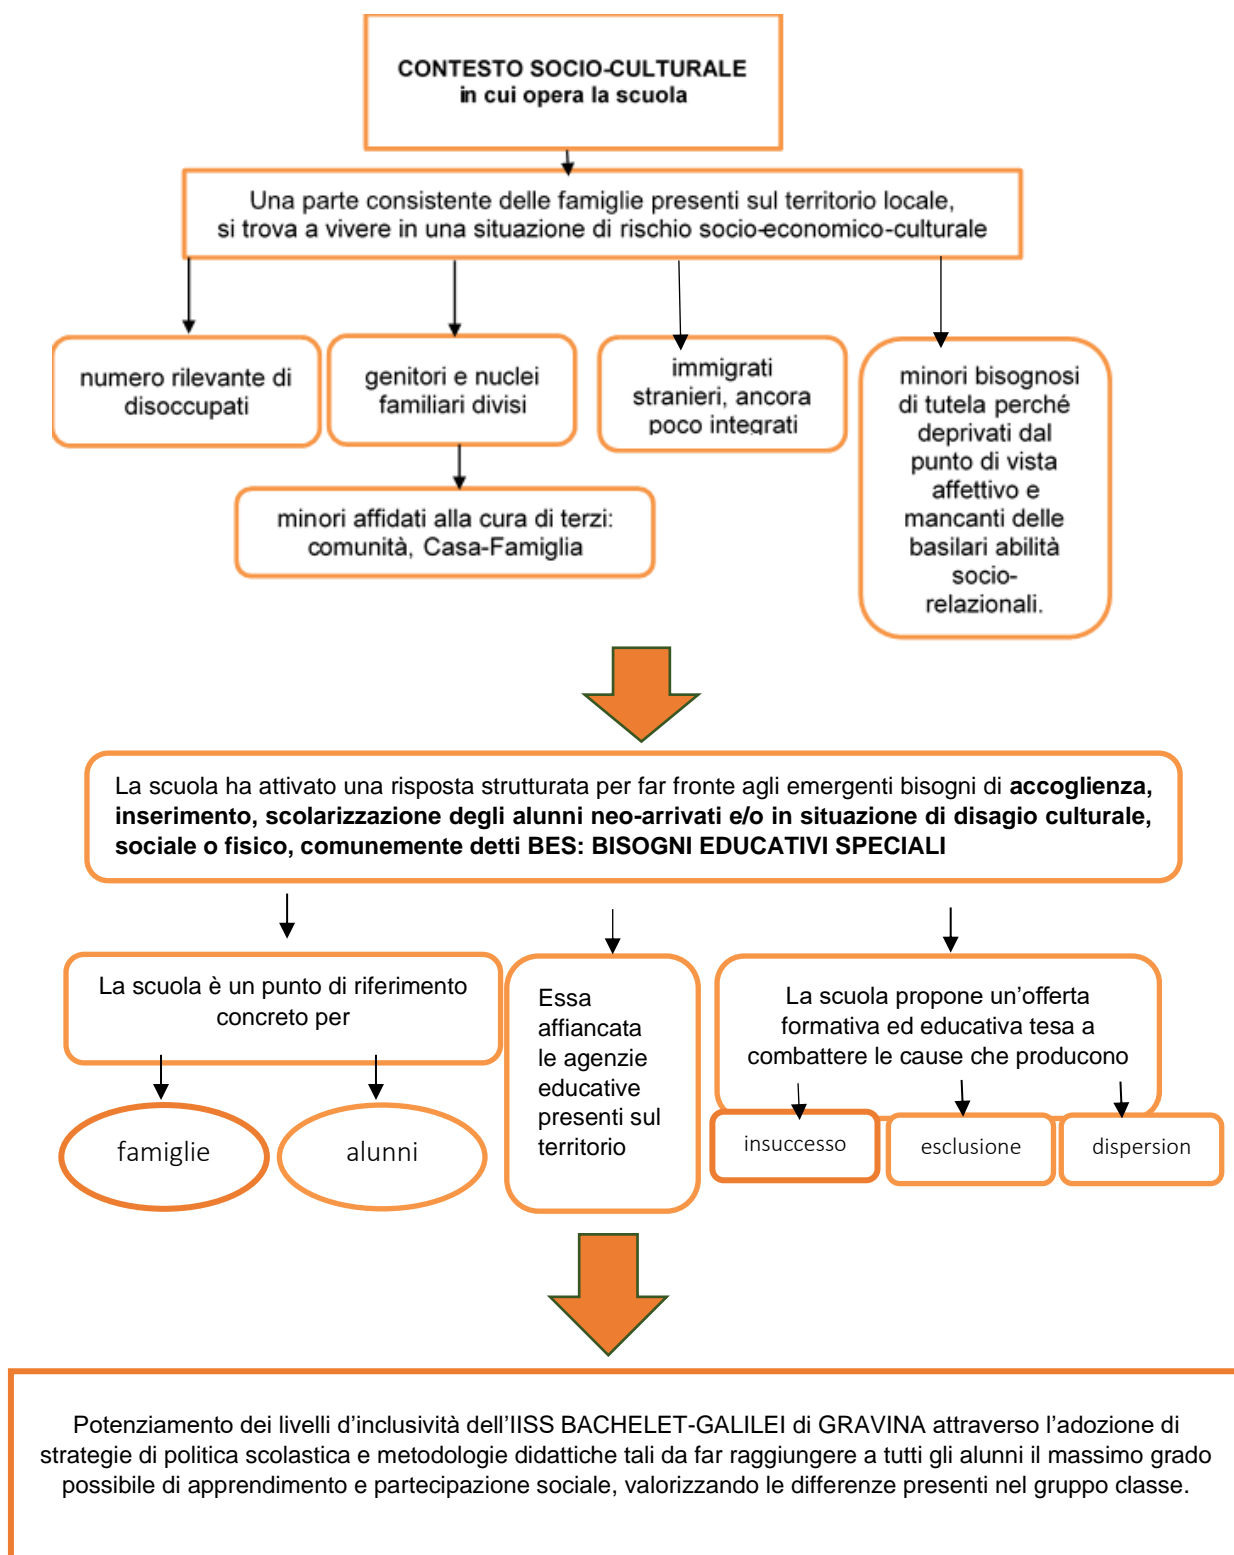 CONTESTO SOCIO-CULTURALE
in cui opera la scuola
Una parte consistente delle famiglie presenti sul territorio locale,
si trova a vivere in una situazione di rischio socio-economico-culturale
numero rilevante di
disoccupati
genitori e nuclei
familiari divisi
immigrati
stranieri, ancora
poco integrati
minori bisognosi
di tutela perché
deprivati dal
punto di vista
affettivo e
mancanti delle
basilari abilità
socio-
relazionali.
minori affidati alla cura di terzi:
comunità, Casa-Famiglia
La scuola ha attivato una risposta strutturata per far fronte agli emergenti bisogni di accoglienza,
inserimento, scolarizzazione degli alunni neo-arrivati e/o in situazione di disagio culturale,
sociale o fisico, comunemente detti BES: BISOGNI EDUCATIVI SPECIALI
La scuola è un punto di riferimento
concreto per
famiglie
alunni
Essa
affiancata
le agenzie
educative
presenti sul
territorio
La scuola propone un’offerta
formativa ed educativa tesa a
combattere le cause che producono
insuccesso
esclusione
dispersion
Potenziamento dei livelli d’inclusività dell’IISS BACHELET-GALILEI di GRAVINA attraverso l’adozione di
strategie di politica scolastica e metodologie didattiche tali da far raggiungere a tutti gli alunni il massimo grado
possibile di apprendimento e partecipazione sociale, valorizzando le differenze presenti nel gruppo classe.